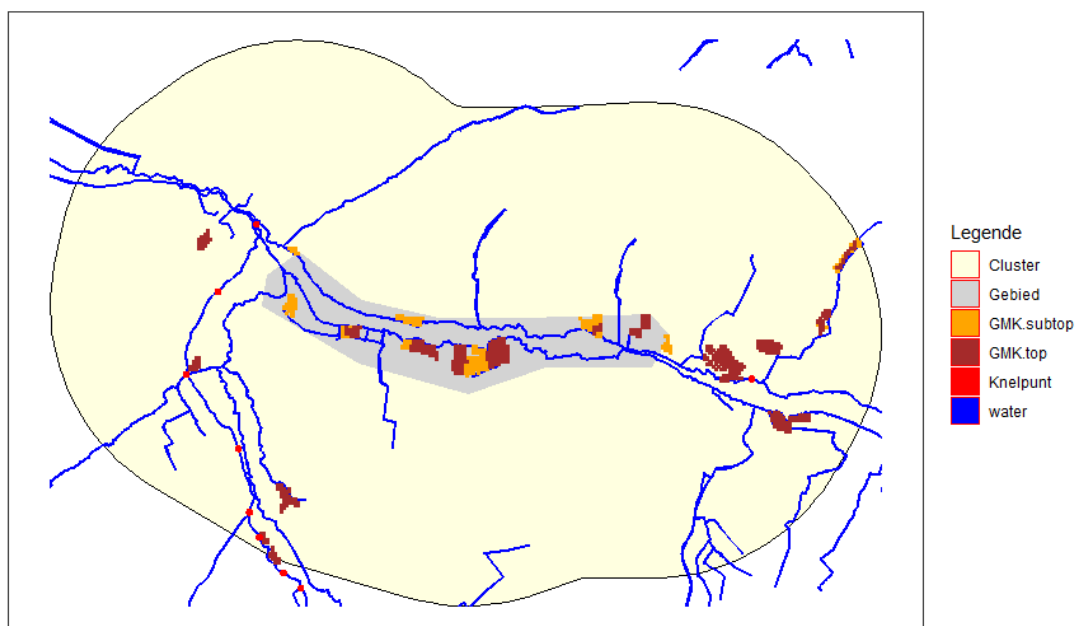 Legende
Cluster
Gebied
GMK.subtop
GMK.top
Knelpunt
water